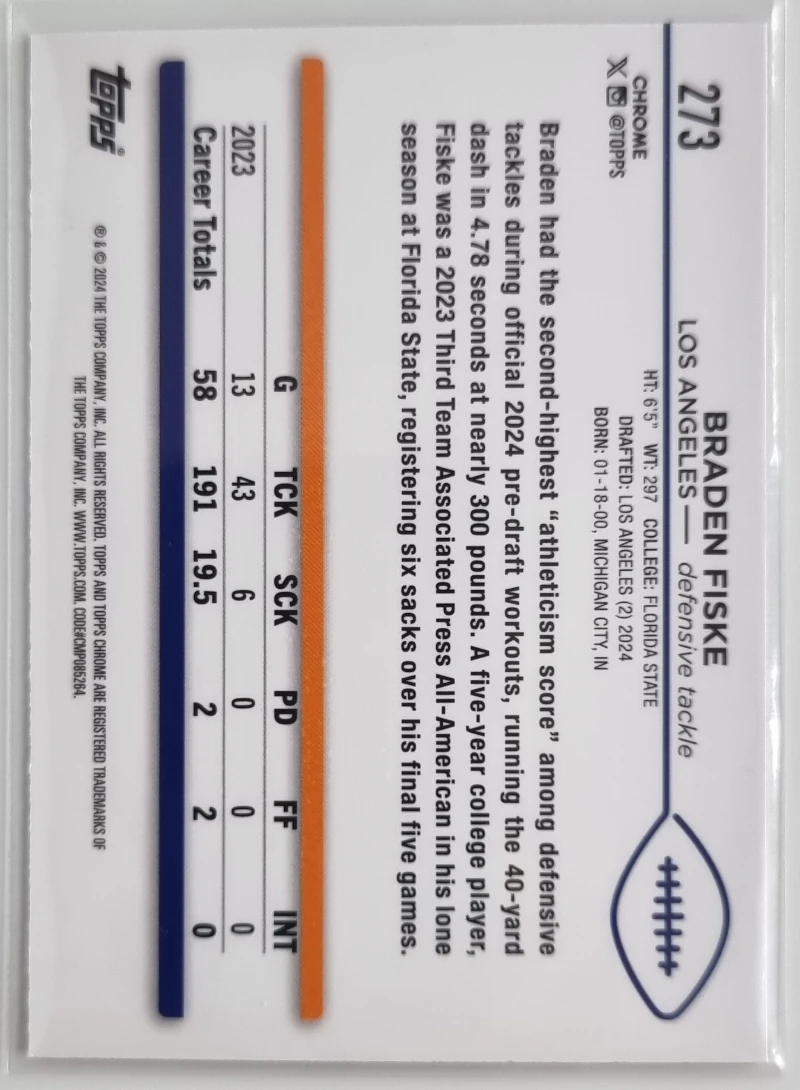 273
CHROME
X @TOPPS
BRADEN FISKE
LOS ANGELES— defensive tackle
HT: 6'5" WT: 297 COLLEGE: FLORIDA STATE
DRAFTED: LOS ANGELES (2) 2024
BORN: 01-18-00, MICHIGAN CITY, IN
Braden had the second-highest “athleticism score” among defensive
tackles during official 2024 pre-draft workouts, running the 40-yard
dash in 4.78 seconds at nearly 300 pounds. A five-year college player,
Fiske was a 2023 Third Team Associated Press All-American in his lone
season at Florida State, registering six sacks over his final five games.
G TCK SCK PD FF INT
2023 13 43 6 0 0 0
Career Totals 58 191 19.5 2 2 0
topps®
® & © 2024 THE TOPPS COMPANY, INC. ALL RIGHTS RESERVED. TOPPS AND TOPPS CHROME ARE REGISTERED TRADEMARKS OF
THE TOPPS COMPANY, INC. WWW.TOPPS.COM. CODE#CMP085264.